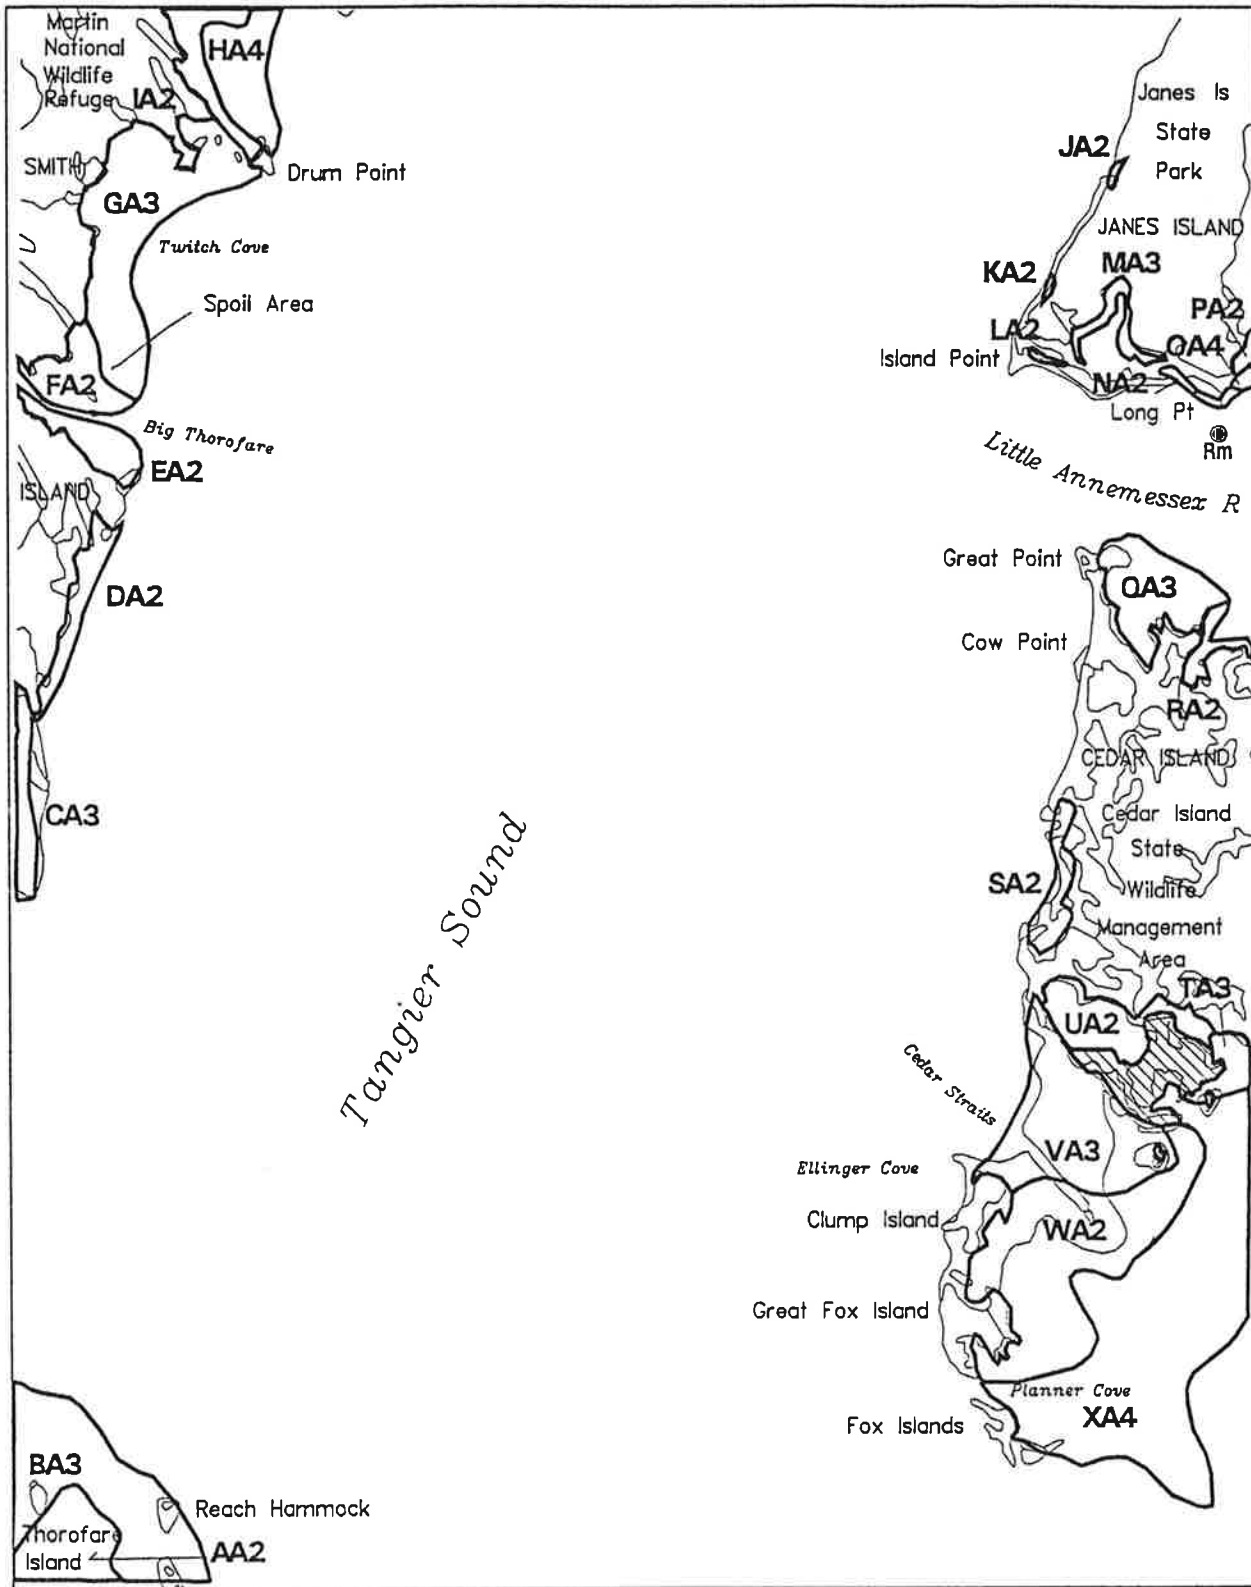 Martin
National
Wildlife
Refuge
HA4
IA2
SMITH
GA3
Drum Point
Twitch Cove
Spoil Area
FA2
Big Thorofare
EA2
ISLAND
DA2
CA3
Tangier Sound
BA3
Reach Hammock
Thorofare
Island
AA2
Janes Is
State
Park
JA2
JANES ISLAND
KA2
MA3
PA2
LA2
OA4
Island Point
NA2
Long Pt
Rm
Little Annemessex R
Great Point
QA3
Cow Point
RA2
CEDAR ISLAND
Cedar Island
State
Wildlife
Management
Area
SA2
TA3
UA2
Cedar Straits
VA3
Ellinger Cove
Clump Island
WA2
Great Fox Island
Planner Cove
XA4
Fox Islands